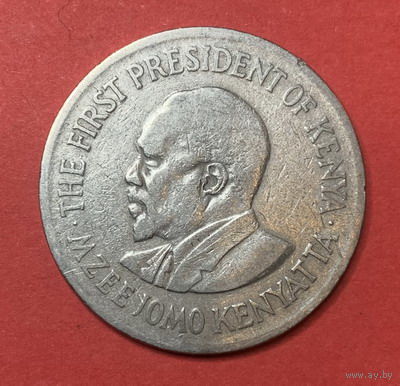 · THE FIRST PRESIDENT OF KENYA ·
MZEE JOMO KENYATTA
www.ay.by